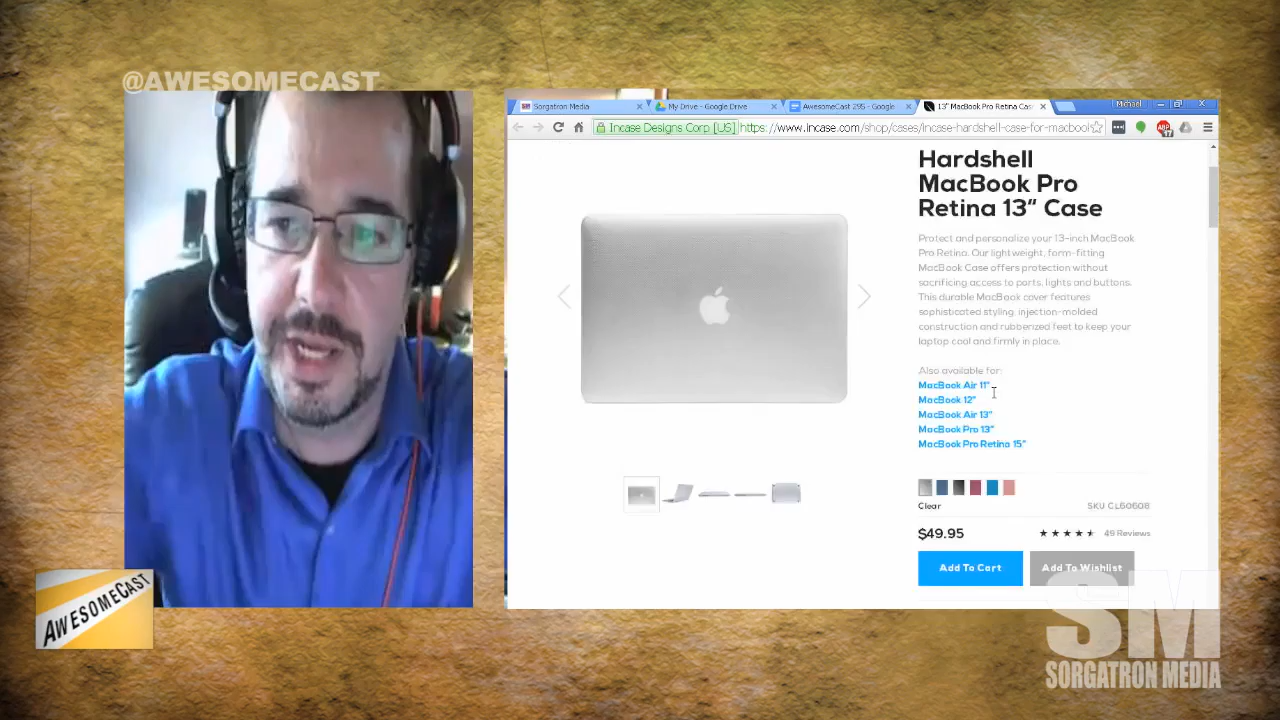 @AWESOMECAST
Sorgatron Media
My Drive - Google Drive
AwesomeCast 295 - Google
13" MacBook Pro Retina Cas
Michael
Incase Designs Corp. [US]
https://www.incase.com/shop/cases/incase-hardshell-case-for-macbook
ABP
17
Hardshell
MacBook Pro
Retina 13" Case
Protect and personalize your 13-inch MacBook
Pro Retina. Our lightweight, form-fitting
MacBook Case offers protection without
sacrificing access to ports, lights and buttons.
This durable MacBook cover features
sophisticated styling, injection-molded
construction and rubberized feet to keep your
laptop cool and firmly in place.
Also available for:
MacBook Air 11"
MacBook 12"
MacBook Air 13"
MacBook Pro 13"
MacBook Pro Retina 15"
Clear
SKU CL60608
$49.95
49 Reviews
Add To Cart
Add To Wishlist
AWESOMECAST
SM
SORGATRON MEDIA